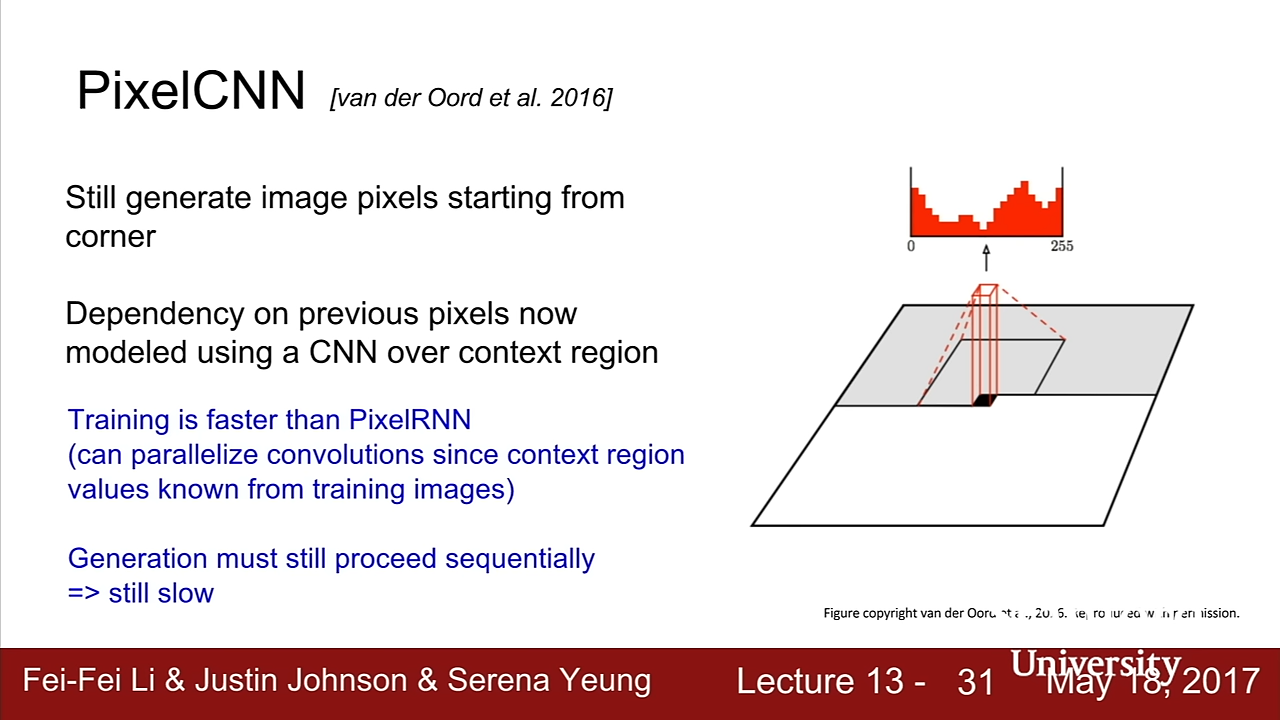 PixelCNN [van der Oord et al. 2016]
Still generate image pixels starting from
corner
Dependency on previous pixels now
modeled using a CNN over context region
Training is faster than PixelRNN
(can parallelize convolutions since context region
values known from training images)
Generation must still proceed sequentially
=> still slow
0 255
Figure copyright van der Oord et al., 2016. Reproduced with permission.
Fei-Fei Li & Justin Johnson & Serena Yeung Lecture 13 - 31 May 18, 2017
University